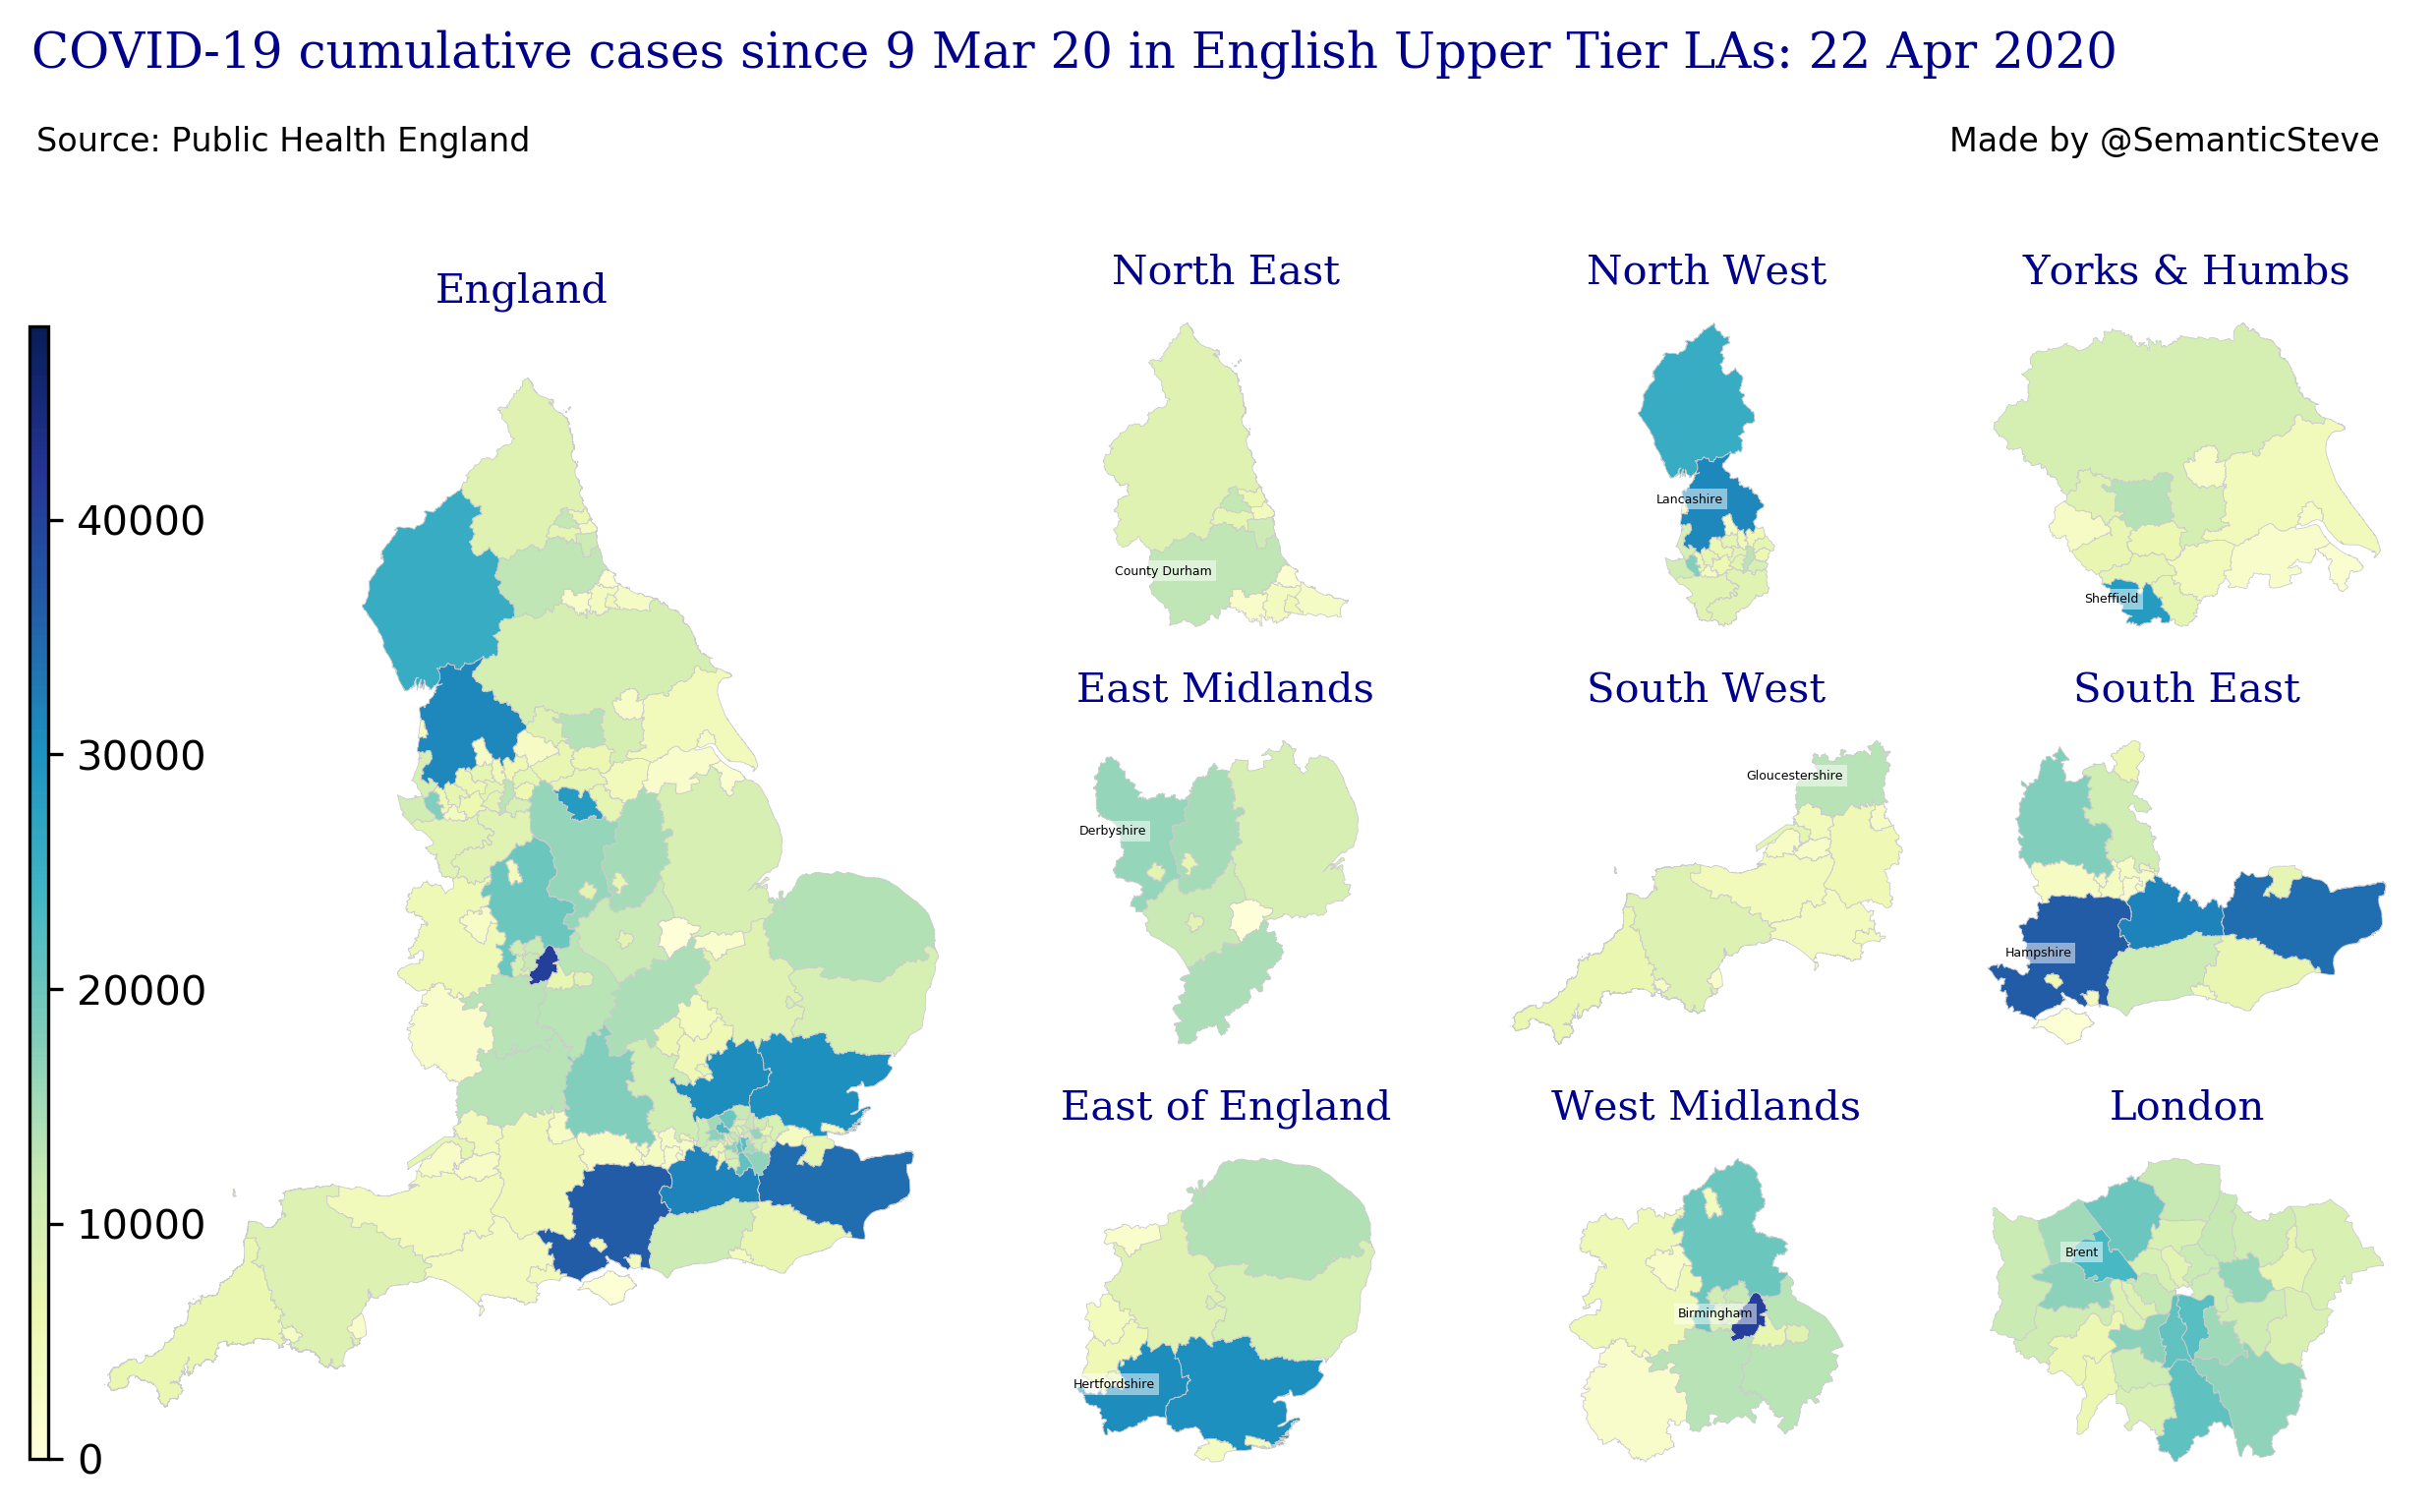 COVID-19 cumulative cases since 9 Mar 20 in English Upper Tier LAs: 22 Apr 2020
Source: Public Health England
Made by @SemanticSteve
England
40000
30000
20000
10000
0
North East
County Durham
North West
Lancashire
Yorks & Humbs
Sheffield
East Midlands
Derbyshire
South West
Gloucestershire
South East
Hampshire
East of England
Hertfordshire
West Midlands
Birmingham
London
Brent